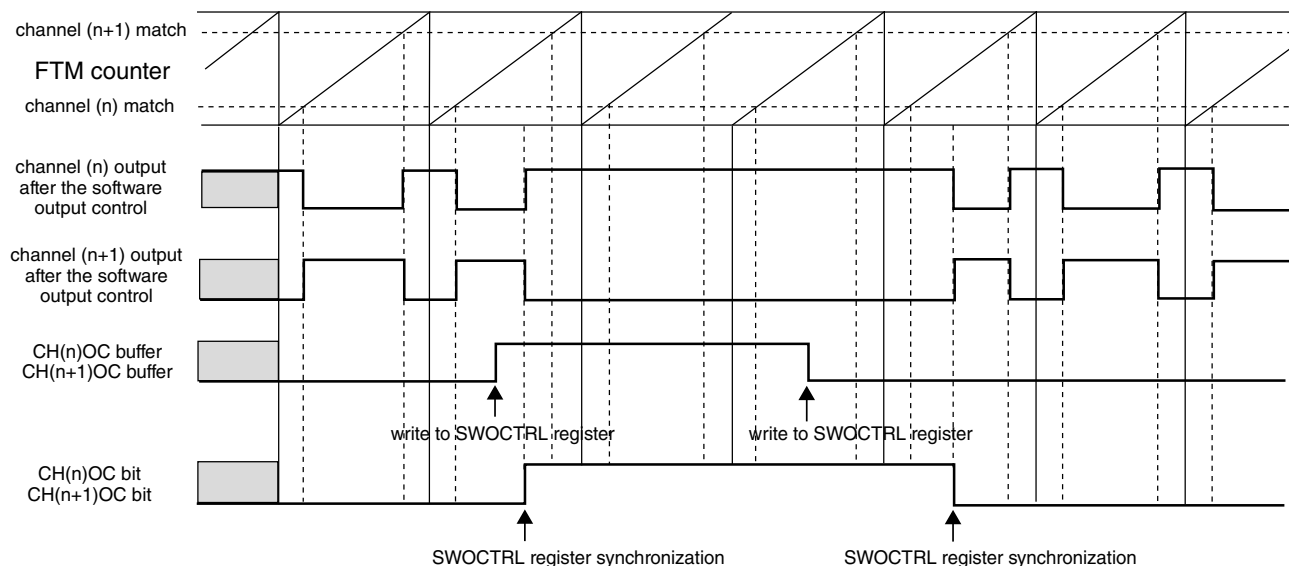 channel (n+1) match
FTM counter
channel (n) match
channel (n) output
after the software
output control
channel (n+1) output
after the software
output control
CH(n)OC buffer
CH(n+1)OC buffer
write to SWOCTRL register
write to SWOCTRL register
CH(n)OC bit
CH(n+1)OC bit
SWOCTRL register synchronization
SWOCTRL register synchronization